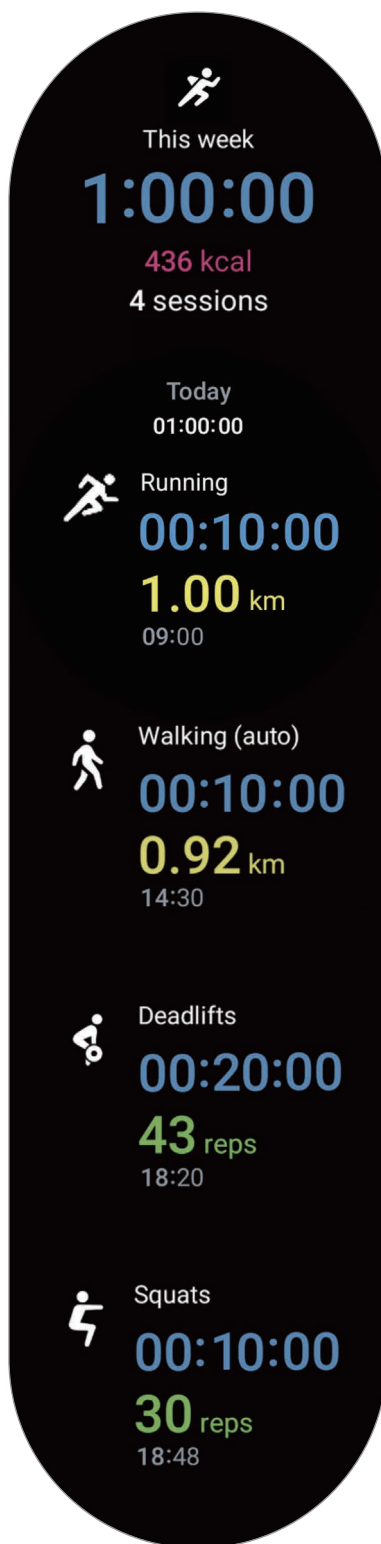 This week
1:00:00
436 kcal
4 sessions
Today
01:00:00
Running
00:10:00
1.00 km
09:00
Walking (auto)
00:10:00
0.92 km
14:30
Deadlifts
00:20:00
43 reps
18:20
Squats
00:10:00
30 reps
18:48